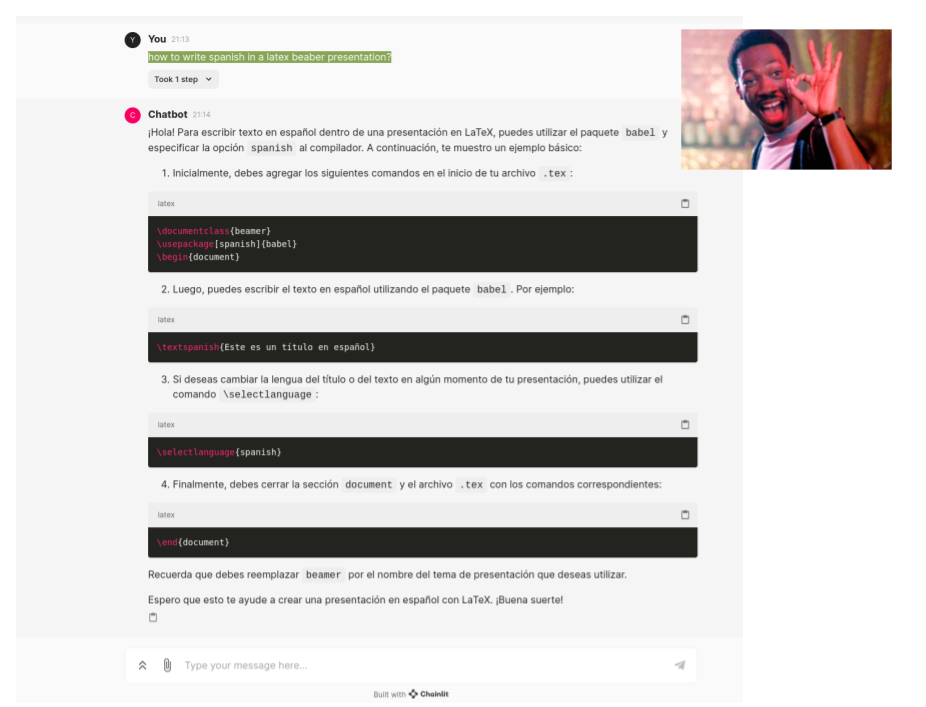 Y
You 21:13
how to write spanish in a latex beaber presentation?
Took 1 step
C
Chatbot 21:14
¡Hola! Para escribir texto en español dentro de una presentación en LaTeX, puedes utilizar el paquete babel y
especificar la opción spanish al compilador. A continuación, te muestro un ejemplo básico:
1. Inicialmente, debes agregar los siguientes comandos en el inicio de tu archivo .tex :
latex
\documentclass{beamer}
\usepackage[spanish]{babel}
\begin{document}
2. Luego, puedes escribir el texto en español utilizando el paquete babel . Por ejemplo:
latex
\textspanish{Este es un título en español}
3. Si deseas cambiar la lengua del título o del texto en algún momento de tu presentación, puedes utilizar el
comando \selectlanguage :
latex
\selectlanguage{spanish}
4. Finalmente, debes cerrar la sección document y el archivo .tex con los comandos correspondientes:
latex
\end{document}
Recuerda que debes reemplazar beamer por el nombre del tema de presentación que deseas utilizar.
Espero que esto te ayude a crear una presentación en español con LaTeX. ¡Buena suerte!
Type your message here...
Built with Chainlit